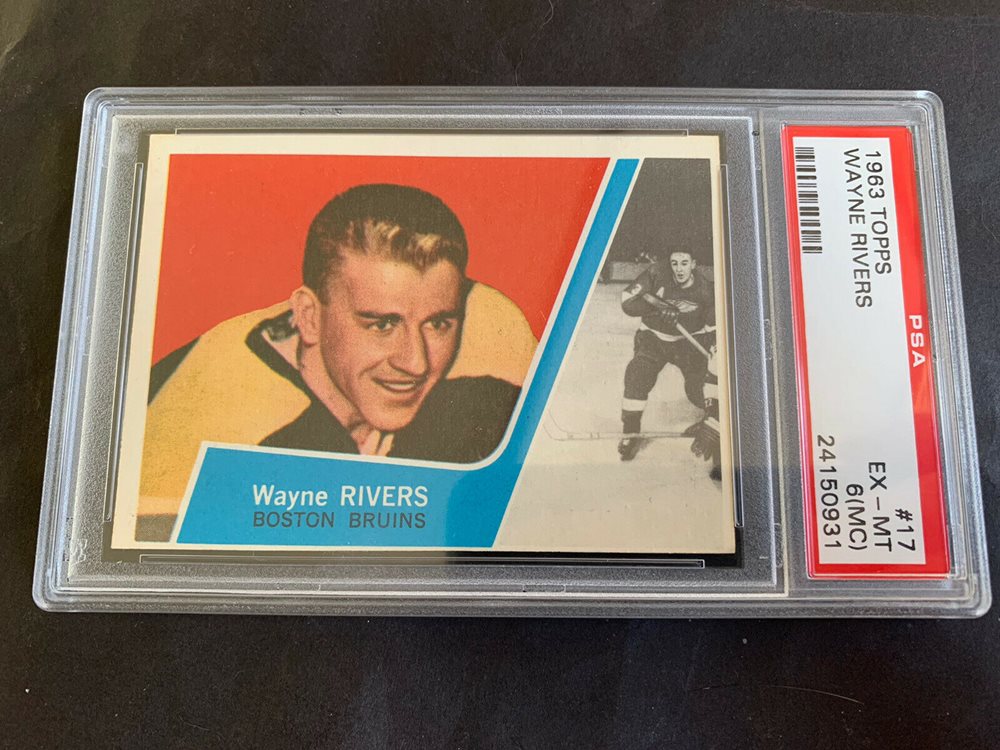 Wayne RIVERS
BOSTON BRUINS
1963 TOPPS #17
WAYNE RIVERS EX-MT
6(MC)
PSA 24150931